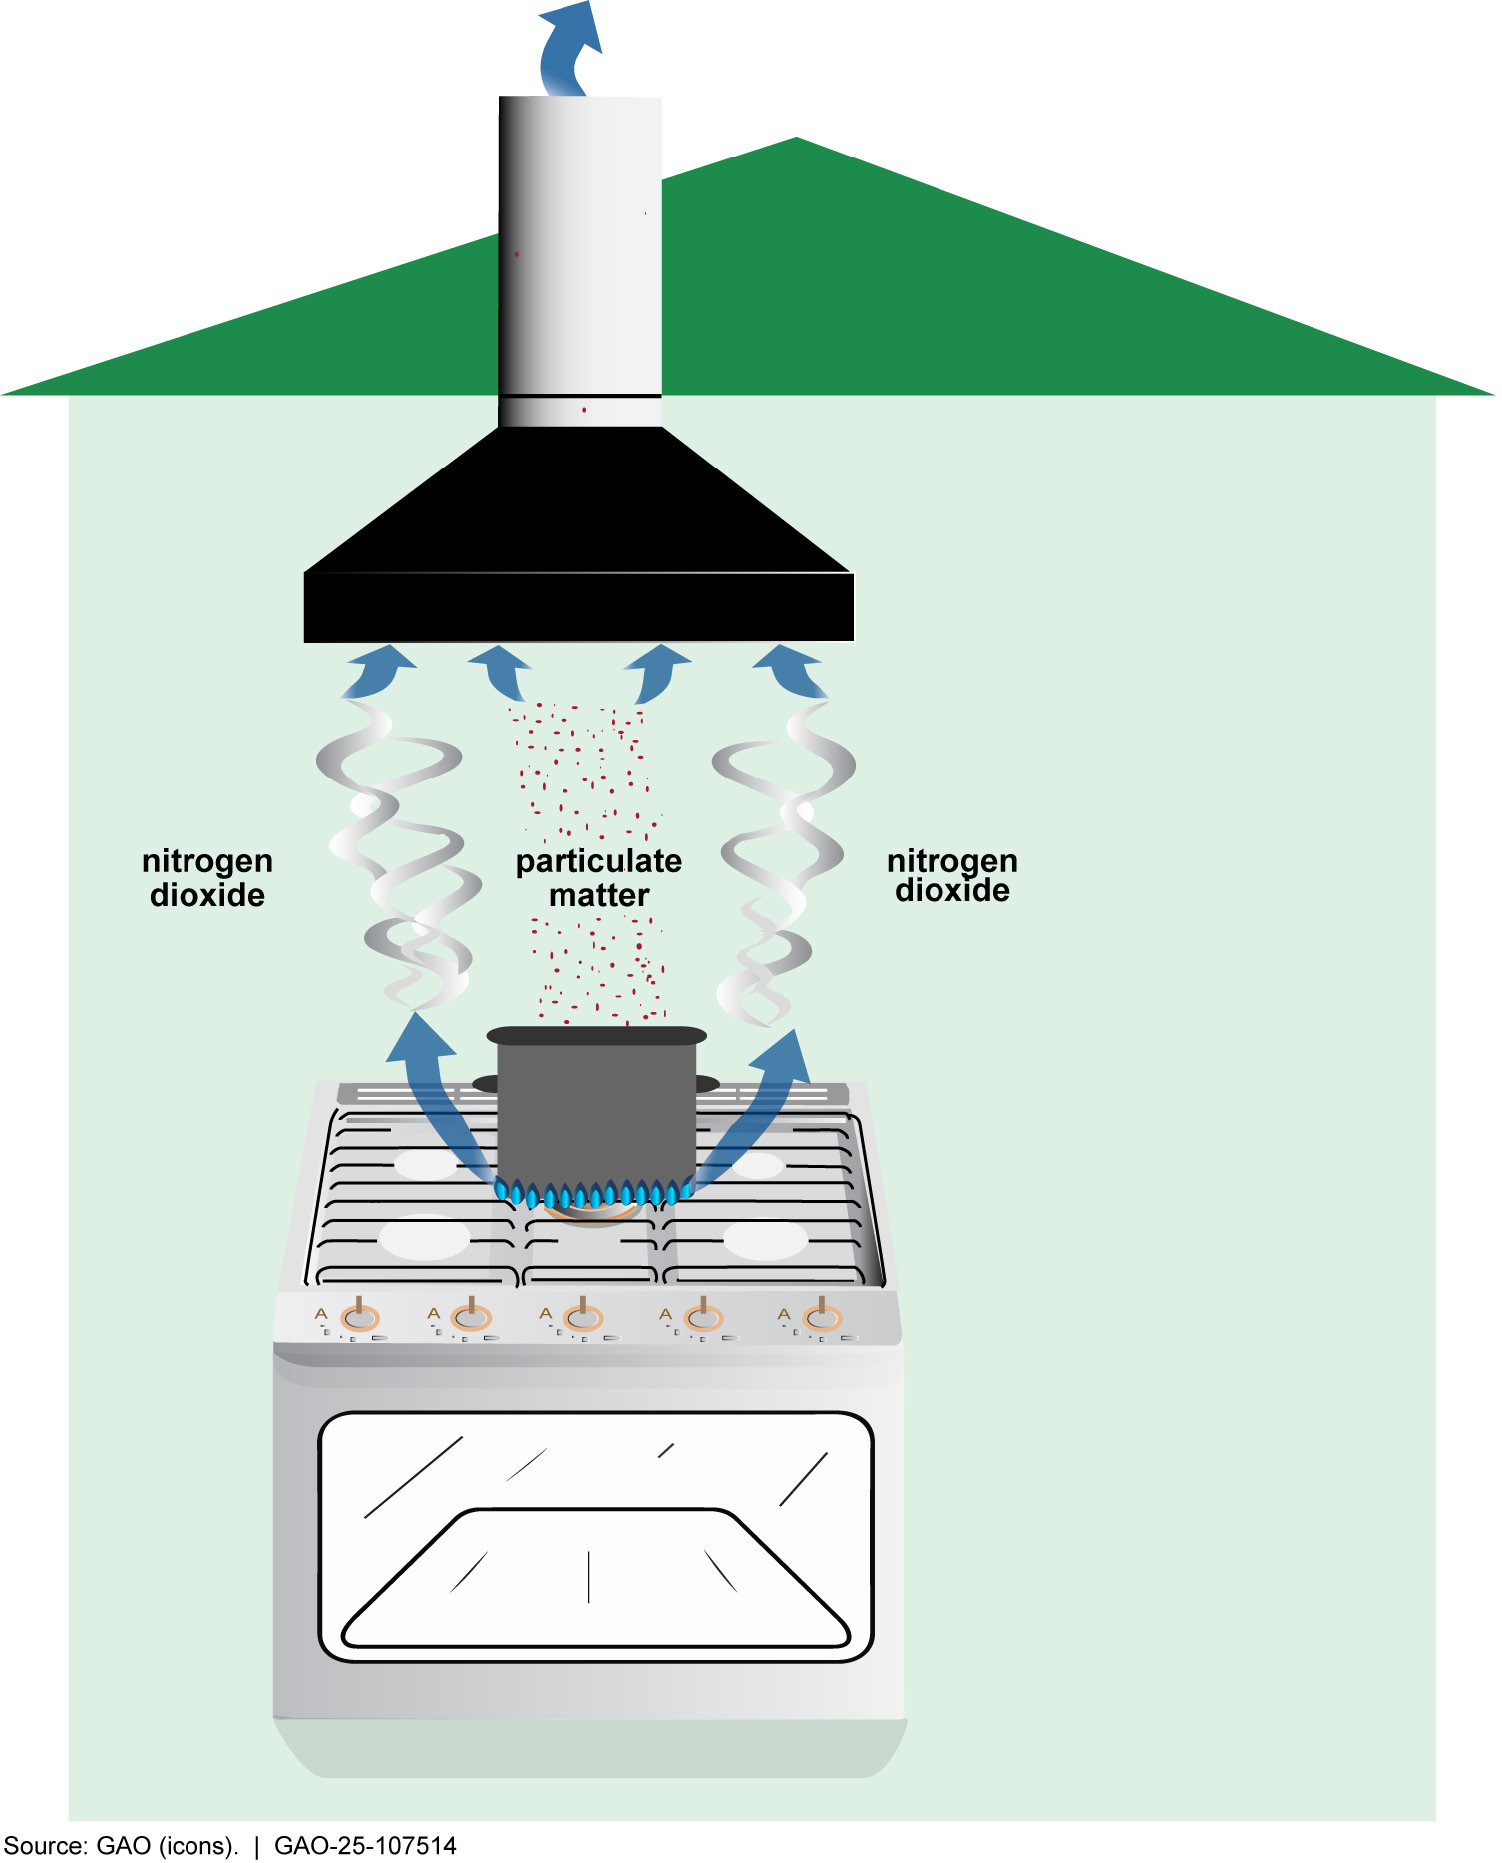 nitrogen
dioxide
particulate
matter
nitrogen
dioxide
A A A A A
Source: GAO (icons). | GAO-25-107514